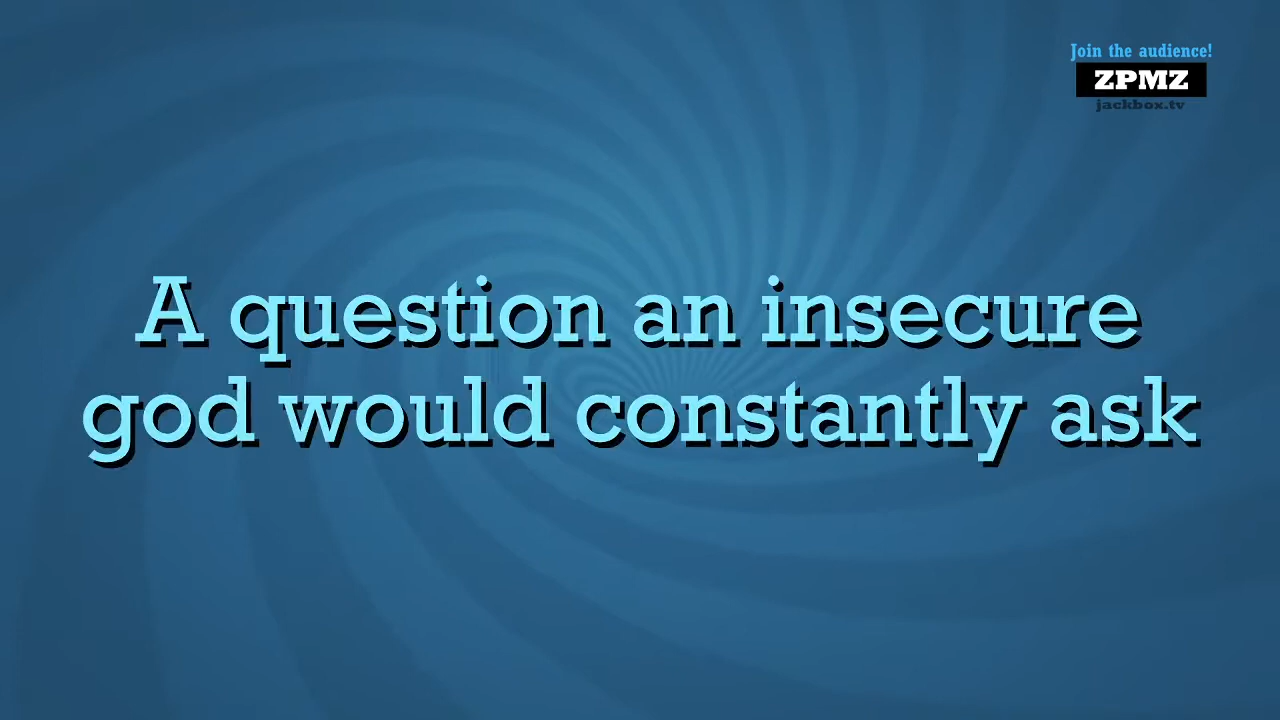 Join the audience!
ZPMZ
jackbox.tv
A question an insecure
god would constantly ask